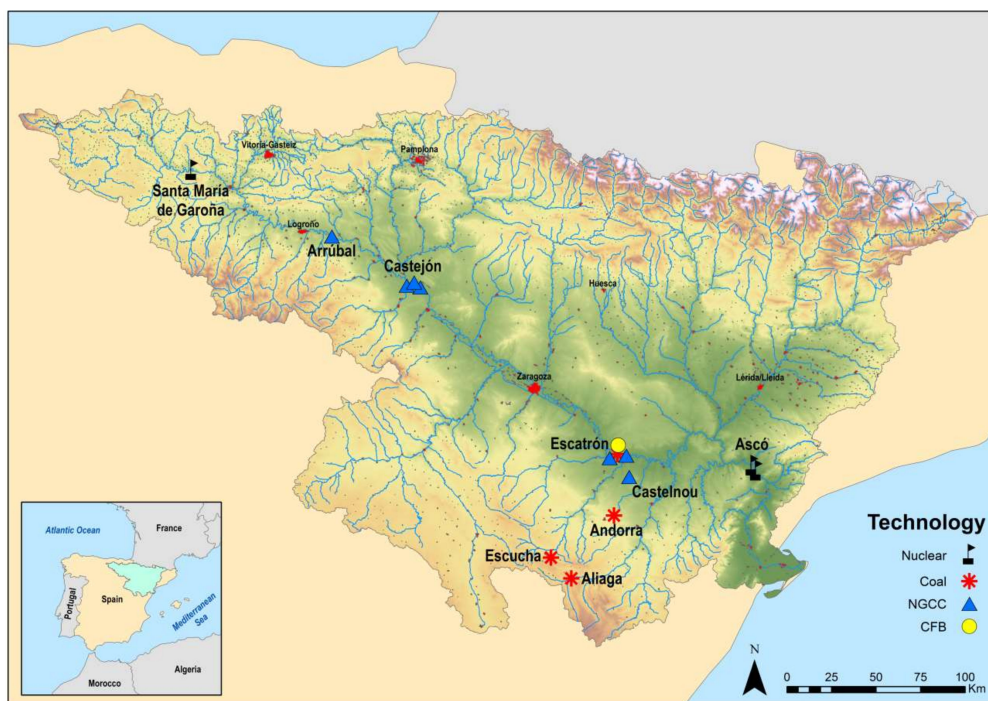 Vitoria-Gasteiz
Pamplona
Santa María
de Garoña
Logroño
Arrúbal
Castejón
Huesca
Zaragoza
Lérida/Lleida
Escatrón
Ascó
Castelnou
Andorra
Escucha
Aliaga
Technology
Nuclear
Coal
NGCC
CFB
Atlantic Ocean
France
Portugal
Spain
Mediterranean
Sea
Algeria
Morocco
N
0 25 50 75 100
Km